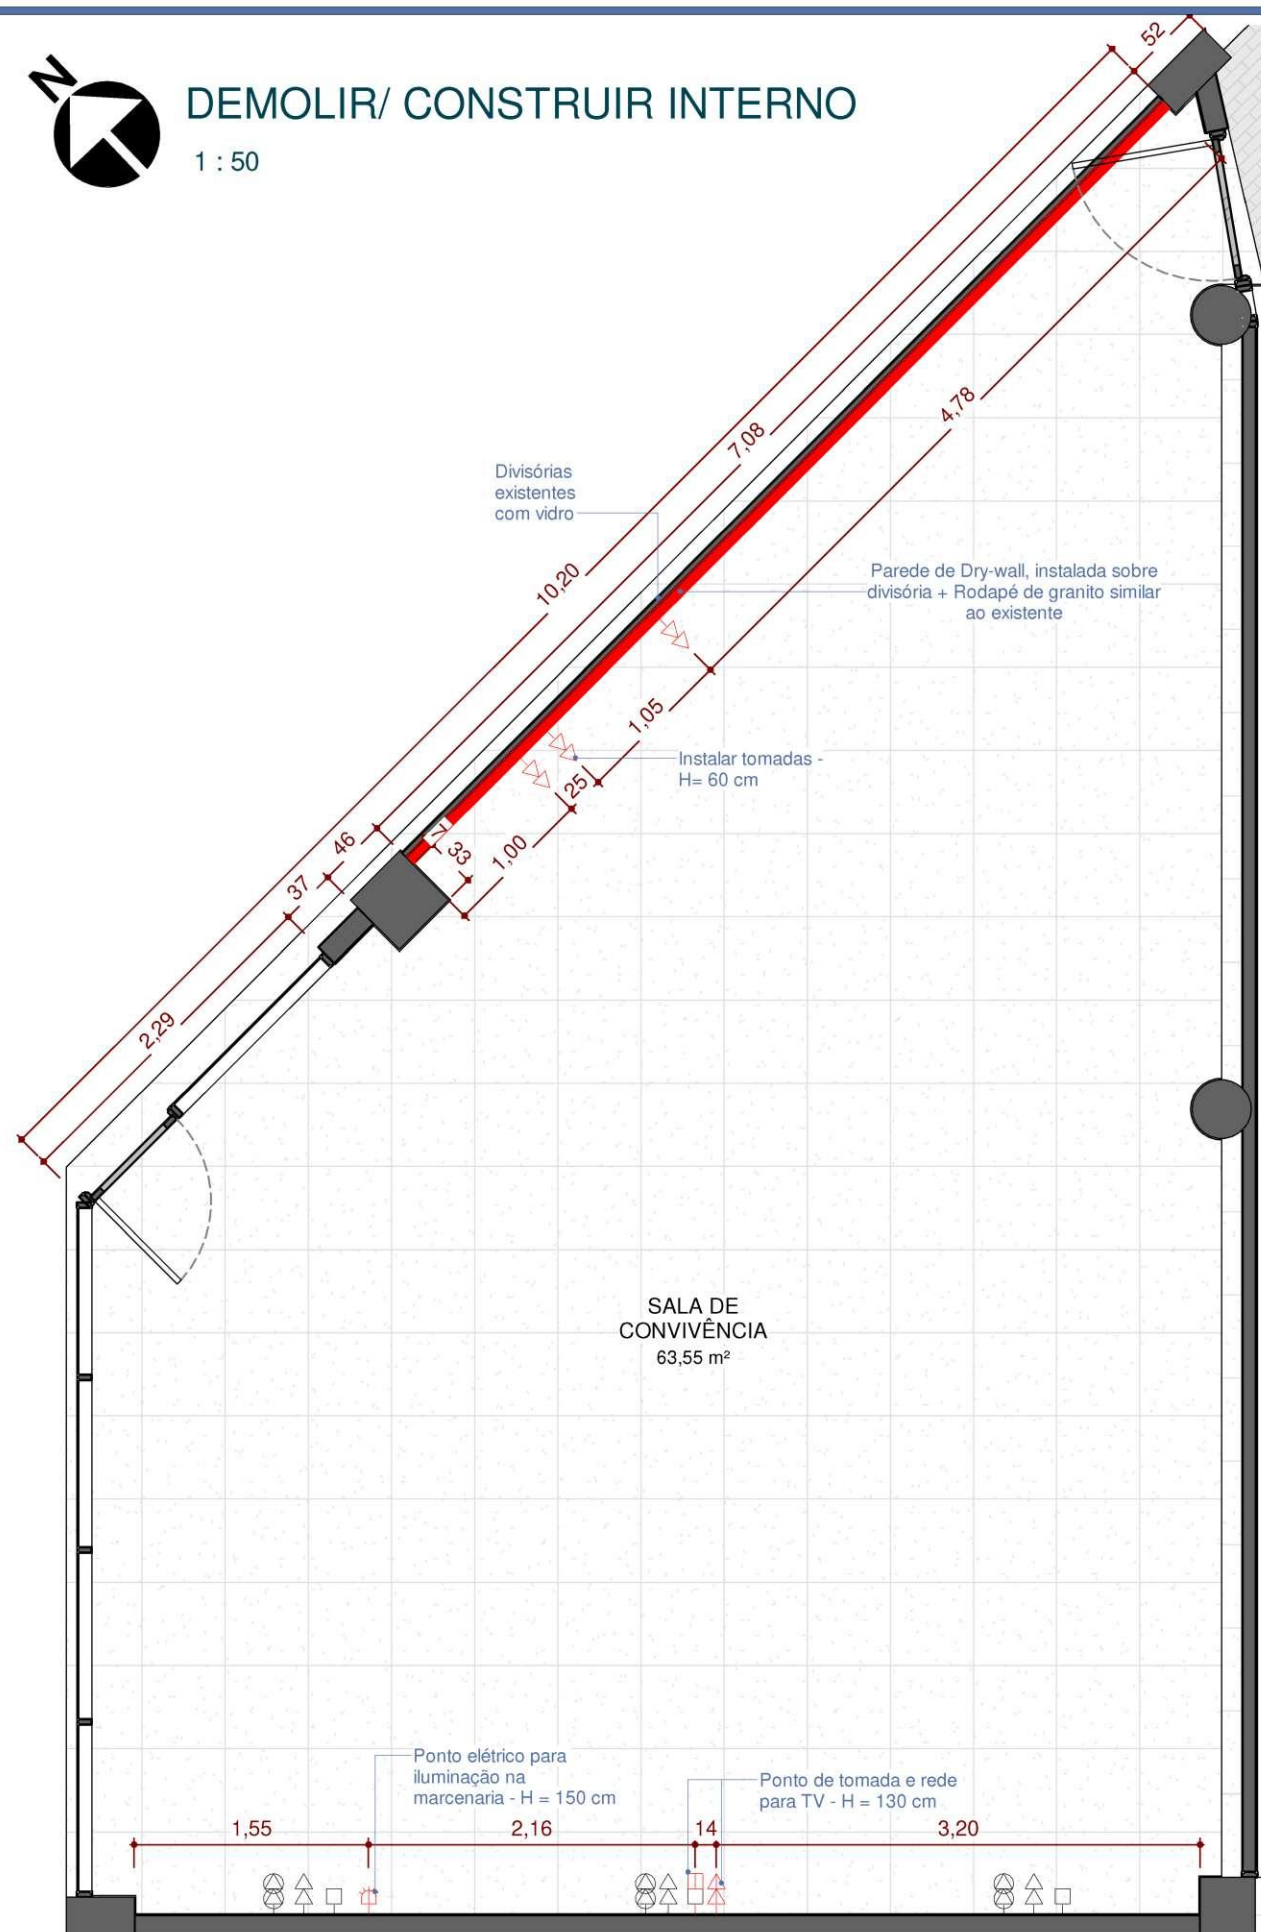 N
DEMOLIR/ CONSTRUIR INTERNO
1 : 50
52
4,78
7,08
Divisórias
existentes
com vidro
10,20
Parede de Dry-wall, instalada sobre
divisória + Rodapé de granito similar
ao existente
1,05
Instalar tomadas -
H= 60 cm
25
7
33
1,00
46
37
2,29
SALA DE
CONVIVÊNCIA
63,55 m²
Ponto elétrico para
iluminação na
marcenaria - H = 150 cm
Ponto de tomada e rede
para TV - H = 130 cm
1,55
2,16
14
3,20